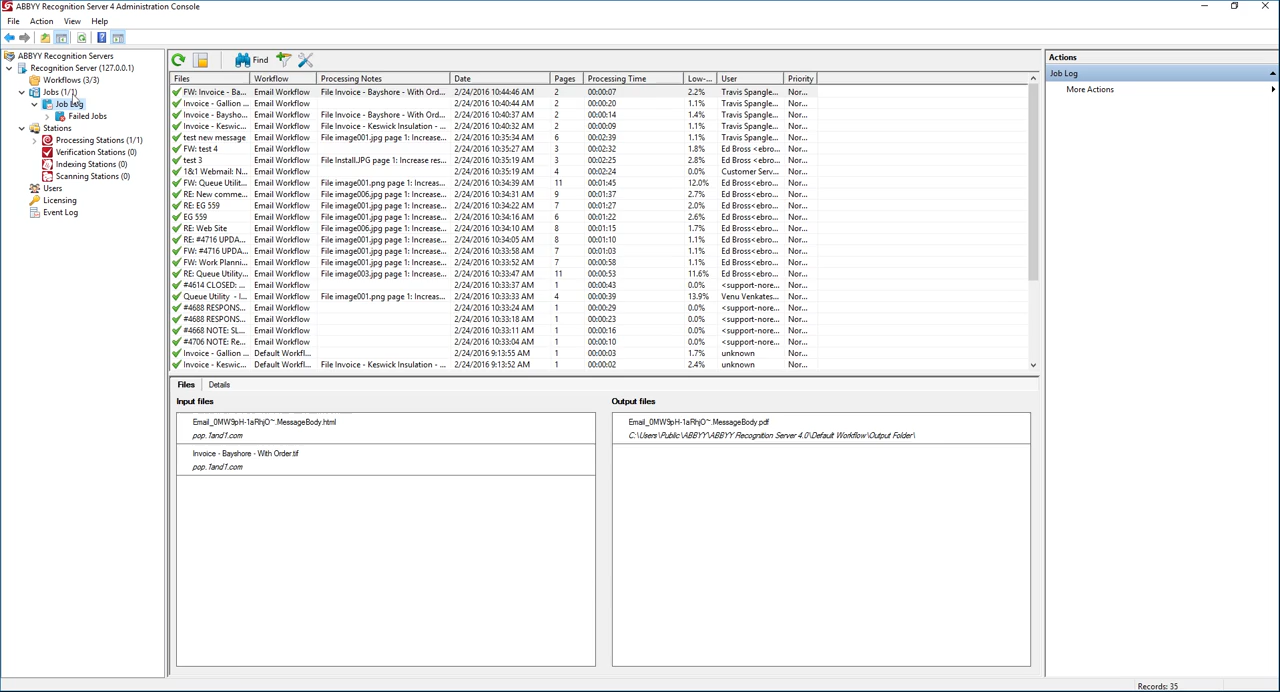 ABBYY Recognition Server 4 Administration Console
File Action View Help
ABBYY Recognition Servers
Recognition Server (127.0.0.1)
Workflows (3/3)
Jobs (1/1)
Job Log
Failed Jobs
Stations
Processing Stations (1/1)
Verification Stations (0)
Indexing Stations (0)
Scanning Stations (0)
Users
Licensing
Event Log
Find
Files Workflow Processing Notes Date Pages Processing Time Low-... User Priority
FW: Invoice - Ba... Email Workflow File Invoice - Bayshore - With Ord... 2/24/2016 10:44:46 AM 2 00:00:07 2.2% Travis Spangle... Nor...
Invoice - Gallion ... Email Workflow 2/24/2016 10:40:37 AM 2 00:00:20 1.1% Travis Spangle... Nor...
Invoice - Baysho... Email Workflow File Invoice - Bayshore - With Ord... 2/24/2016 10:40:37 AM 2 00:00:14 1.4% Travis Spangle... Nor...
Invoice - Keswic... Email Workflow File Invoice - Keswick Insulation - ... 2/24/2016 10:40:32 AM 2 00:00:09 1.1% Travis Spangle... Nor...
test new message Email Workflow File image001.jpg page 1: Increase... 2/24/2016 10:35:34 AM 6 00:02:39 1.1% Travis Spangle... Nor...
FW: test 4 Email Workflow 2/24/2016 10:35:27 AM 3 00:02:32 1.8% Ed Bross<ebro... Nor...
test 3 Email Workflow File Install.JPG page 1: Increase res... 2/24/2016 10:35:19 AM 3 00:02:25 2.8% Ed Bross<ebro... Nor...
1&1 Webmail: N... Email Workflow 2/24/2016 10:35:19 AM 4 00:02:24 0.0% Customer Serv... Nor...
FW: Queue Utilit... Email Workflow File image001.png page 1: Increas... 2/24/2016 10:34:39 AM 11 00:01:45 12.0% Ed Bross<ebro... Nor...
RE: New comme... Email Workflow File image006.jpg page 1: Increase... 2/24/2016 10:34:31 AM 9 00:01:37 2.7% Ed Bross<ebro... Nor...
RE: EG 559 Email Workflow File image001.jpg page 1: Increase... 2/24/2016 10:34:22 AM 7 00:01:27 2.0% Ed Bross<ebro... Nor...
EG 559 Email Workflow File image001.jpg page 1: Increase... 2/24/2016 10:34:16 AM 6 00:01:22 2.6% Ed Bross<ebro... Nor...
RE: Web Site Email Workflow File image006.jpg page 1: Increase... 2/24/2016 10:34:10 AM 8 00:01:15 1.7% Ed Bross<ebro... Nor...
RE: #4716 UPDA... Email Workflow File image001.jpg page 1: Increase... 2/24/2016 10:34:05 AM 8 00:01:10 1.1% Ed Bross<ebro... Nor...
FW: #4716 UPDA... Email Workflow File image001.jpg page 1: Increase... 2/24/2016 10:33:58 AM 7 00:01:03 1.1% Ed Bross<ebro... Nor...
FW: Work Planni... Email Workflow File image001.jpg page 1: Increase... 2/24/2016 10:33:52 AM 7 00:00:58 1.1% Ed Bross<ebro... Nor...
RE: Queue Utility... Email Workflow File image003.jpg page 1: Increase... 2/24/2016 10:33:47 AM 11 00:00:53 11.6% Ed Bross<ebro... Nor...
#4614 CLOSED: ... Email Workflow 2/24/2016 10:33:37 AM 1 00:00:43 0.0% <support-nore... Nor...
Queue Utility - I... Email Workflow File image001.png page 1: Increas... 2/24/2016 10:33:33 AM 4 00:00:39 13.9% Venu Venkates... Nor...
#4688 RESPONS... Email Workflow 2/24/2016 10:33:24 AM 1 00:00:29 0.0% <support-nore... Nor...
#4688 RESPONS... Email Workflow 2/24/2016 10:33:18 AM 1 00:00:23 0.0% <support-nore... Nor...
#4668 NOTE: SL... Email Workflow 2/24/2016 10:33:11 AM 1 00:00:16 0.0% <support-nore... Nor...
#4706 NOTE: Re... Email Workflow 2/24/2016 10:33:04 AM 1 00:00:10 0.0% <support-nore... Nor...
Invoice - Gallion ... Default Workfl... 2/24/2016 9:13:55 AM 1 00:00:03 1.7% unknown Nor...
Invoice - Keswic... Default Workfl... File Invoice - Keswick Insulation - ... 2/24/2016 9:13:52 AM 1 00:00:02 2.4% unknown Nor...
Files Details
Input files
Email_0MW9pH-1aRhjO~.MessageBody.html
pop.1and1.com
Invoice - Bayshore - With Order.tif
pop.1and1.com
Output files
Email_0MW9pH-1aRhjO~.MessageBody.pdf
C:\Users\Public\ABBYY\ABBYY Recognition Server 4.0\Default Workflow\Output Folder\
Actions
Job Log
More Actions
Records: 35